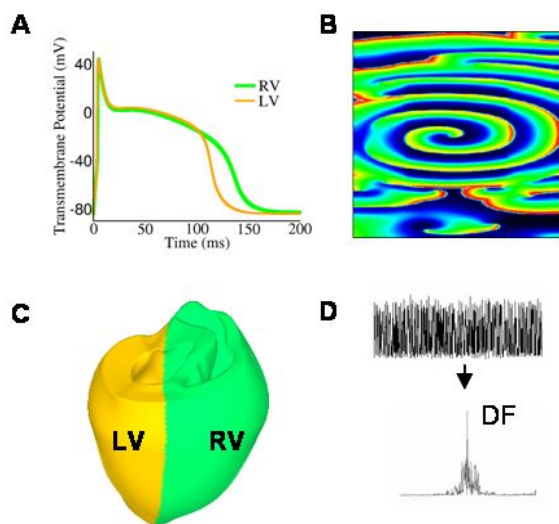 A
Transmembrane Potential (mV)
40
0
-40
-80
RV
LV
0
50
100
150
200
Time (ms)
B
C
LV
RV
D
DF